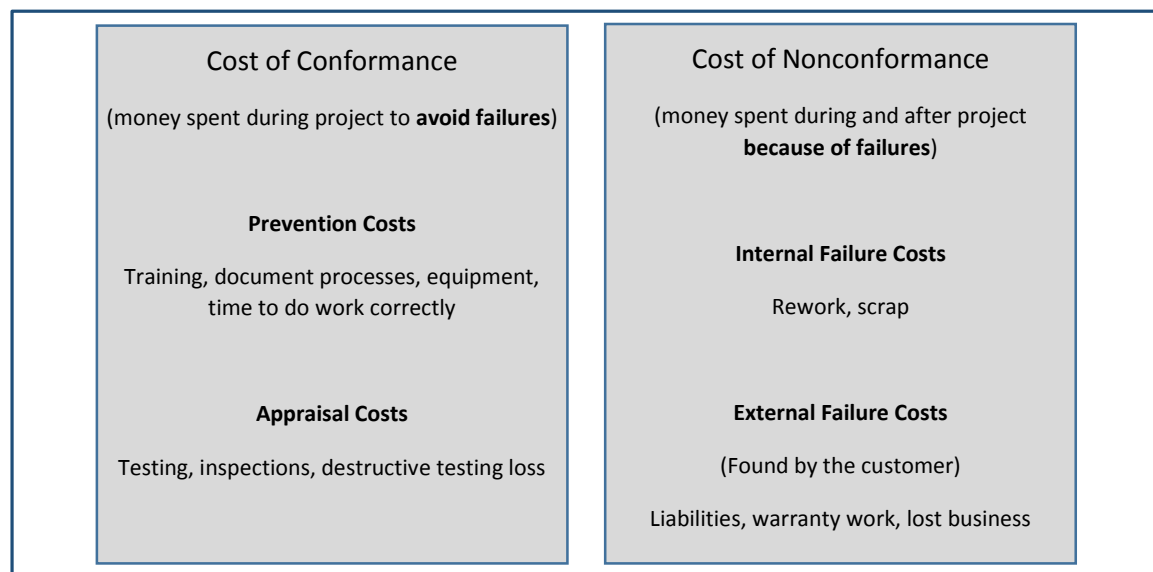 Cost of Conformance
(money spent during project to avoid failures)
Prevention Costs
Training, document processes, equipment,
time to do work correctly
Appraisal Costs
Testing, inspections, destructive testing loss
Cost of Nonconformance
(money spent during and after project
because of failures)
Internal Failure Costs
Rework, scrap
External Failure Costs
(Found by the customer)
Liabilities, warranty work, lost business